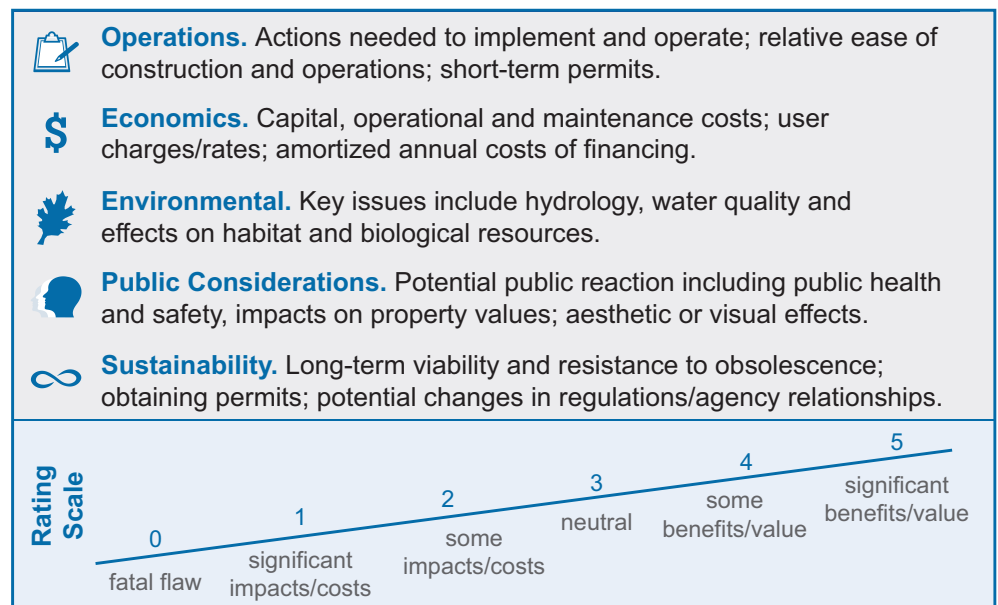 Operations. Actions needed to implement and operate; relative ease of
construction and operations; short-term permits.
$
Economics. Capital, operational and maintenance costs; user
charges/rates; amortized annual costs of financing.
Environmental. Key issues include hydrology, water quality and
effects on habitat and biological resources.
Public Considerations. Potential public reaction including public health
and safety, impacts on property values; aesthetic or visual effects.
Sustainability. Long-term viability and resistance to obsolescence;
obtaining permits; potential changes in regulations/agency relationships.
Rating
Scale
0
fatal flaw
1
significant
impacts/costs
2
some
impacts/costs
3
neutral
4
some
benefits/value
5
significant
benefits/value